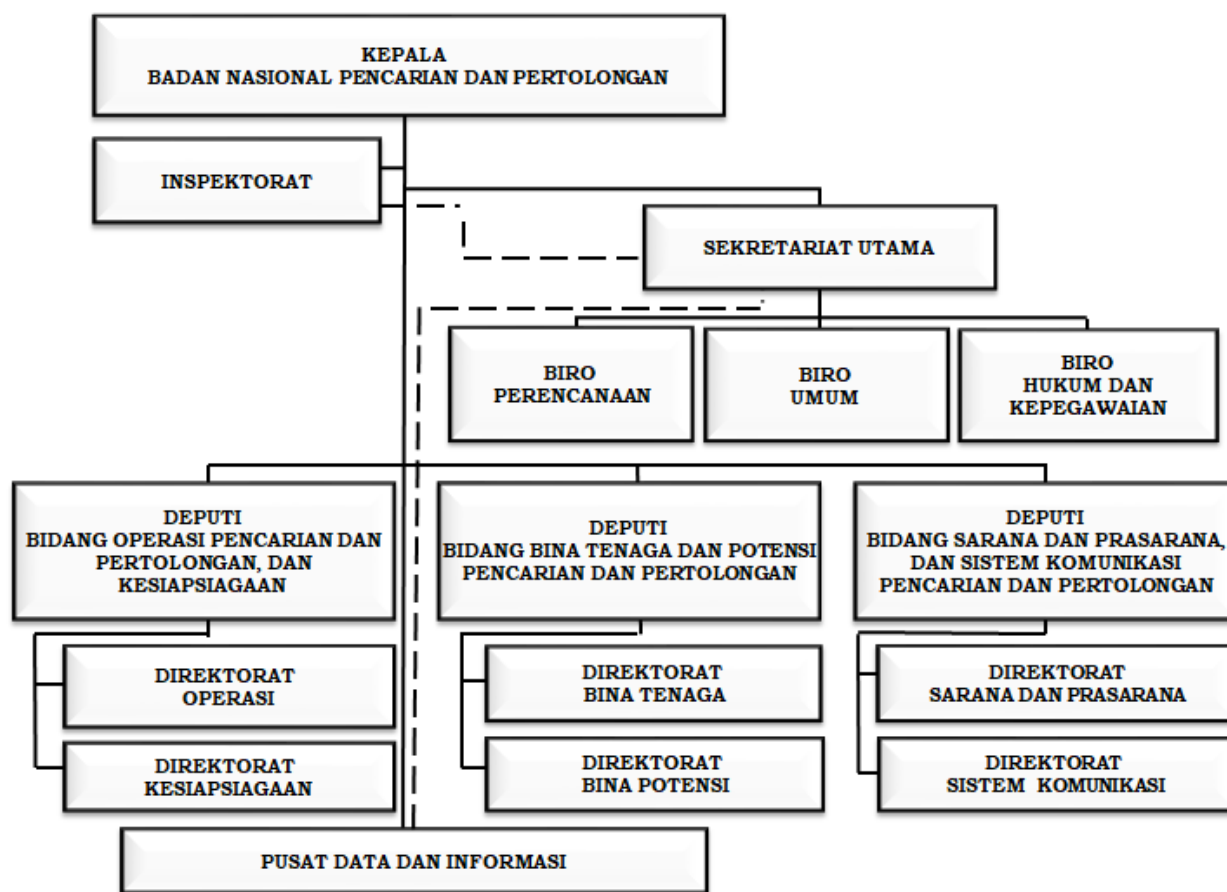 KEPALA
BADAN NASIONAL PENCARIAN DAN PERTOLONGAN
INSPEKTORAT
SEKRETARIAT UTAMA
BIRO
PERENCANAAN
BIRO
UMUM
BIRO
HUKUM DAN
KEPEGAWAIAN
DEPUTI
BIDANG OPERASI PENCARIAN DAN
PERTOLONGAN, DAN
KESIAPSIAGAAN
DEPUTI
BIDANG BINA TENAGA DAN POTENSI
PENCARIAN DAN PERTOLONGAN
DEPUTI
BIDANG SARANA DAN PRASARANA,
DAN SISTEM KOMUNIKASI
PENCARIAN DAN PERTOLONGAN
DIREKTORAT
OPERASI
DIREKTORAT
BINA TENAGA
DIREKTORAT
SARANA DAN PRASARANA
DIREKTORAT
KESIAPSIAGAAN
DIREKTORAT
BINA POTENSI
DIREKTORAT
SISTEM KOMUNIKASI
PUSAT DATA DAN INFORMASI